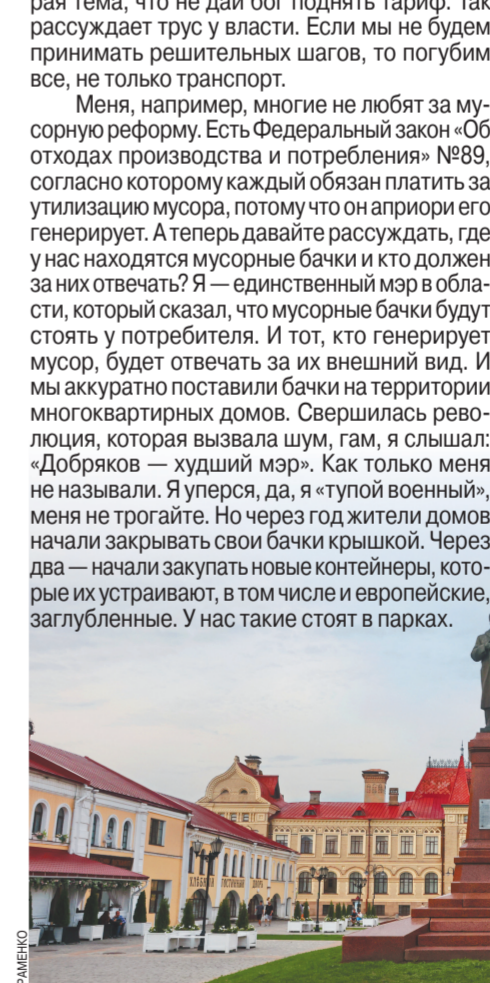 рая тема, что не дай бог поднять тариф. Так
рассуждает трус у власти. Если мы не будем
принимать решительных шагов, то погубим
все, не только транспорт.
Меня, например, многие не любят за му-
сорную реформу. Есть Федеральный закон «Об
отходах производства и потребления» №89,
согласно которому каждый обязан платить за
утилизацию мусора, потому что он априори его
генерирует. А теперь давайте рассуждать, где
у нас находятся мусорные бачки и кто должен
за них отвечать? Я — единственный мэр в обла-
сти, который сказал, что мусорные бачки будут
стоять у потребителя. И тот, кто генерирует
мусор, будет отвечать за их внешний вид. И
мы аккуратно поставили бачки на территории
многоквартирных домов. Свершилась рево-
люция, которая вызвала шум, гам, я слышал:
«Добряков — худший мэр». Как только меня
не называли. Я уперся, да, я «тупой военный»,
меня не трогайте. Но через год жители домов
начали закрывать свои бачки крышкой. Через
два — начали закупать новые контейнеры, кото-
рые их устраивают, в том числе и европейские,
заглубленные. У нас такие стоят в парках.
ГОСТИННЫЙ ДВОРЪ
РАМЕНКО